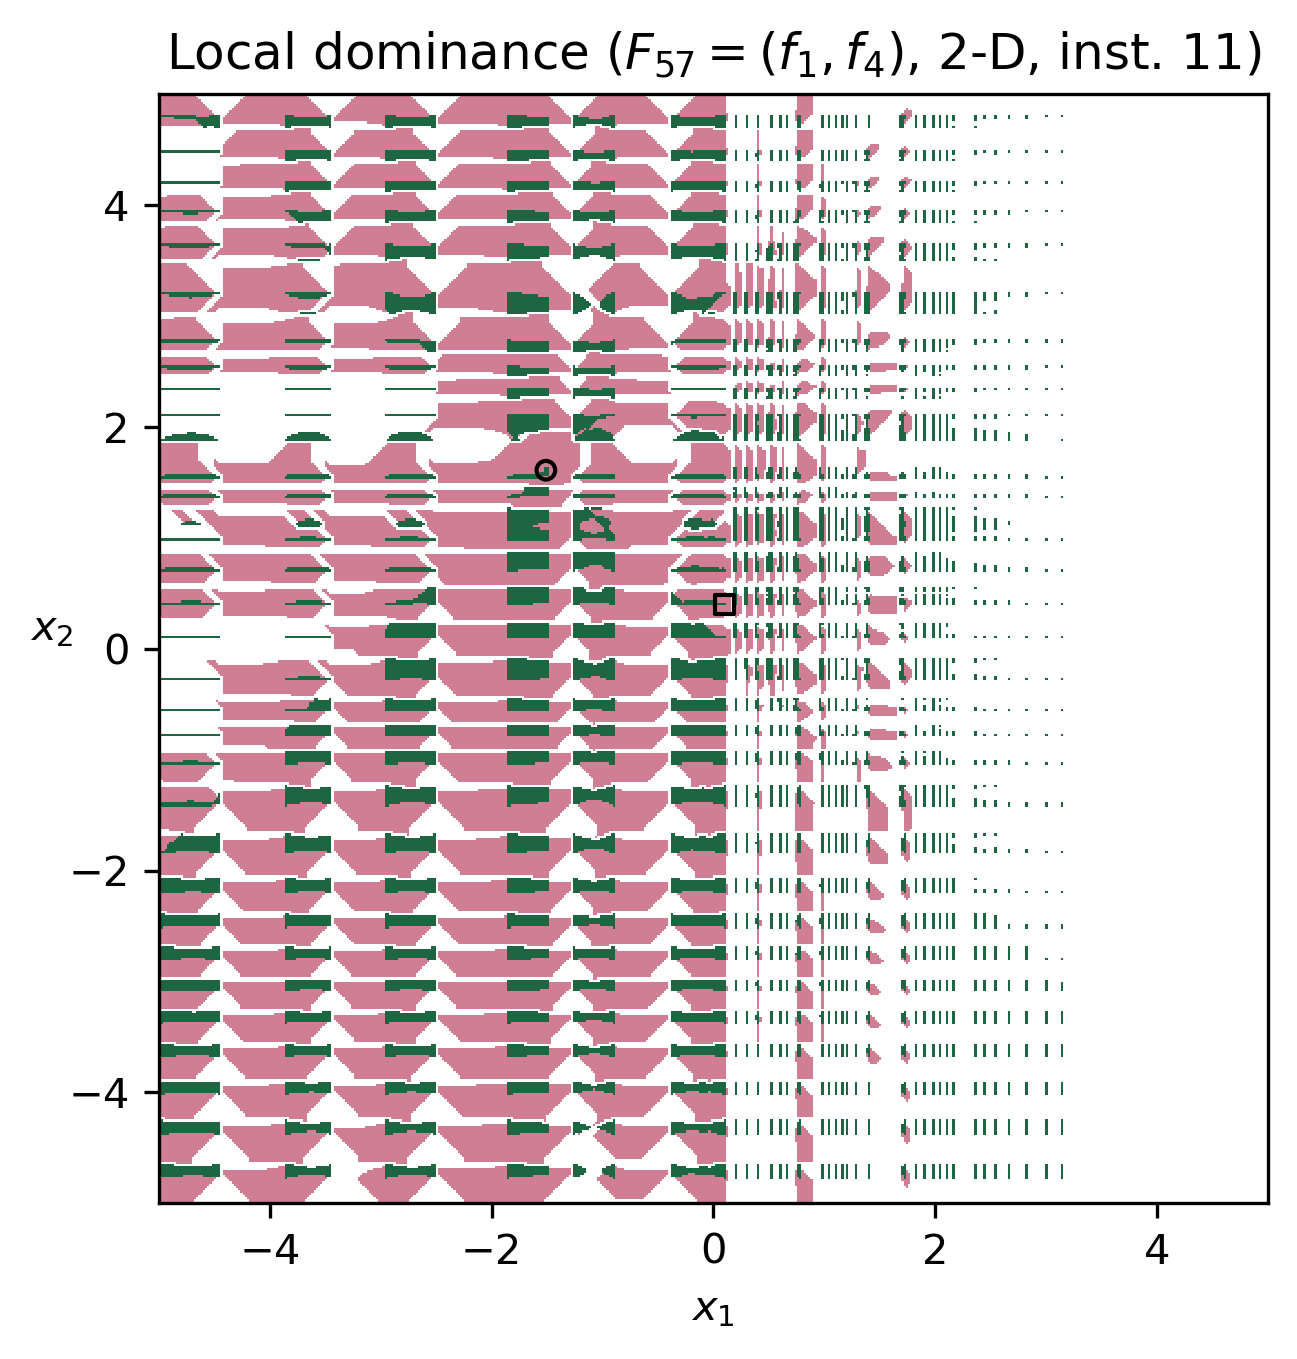 Local dominance (F₅₇ = (f₁, f₄), 2-D, inst. 11)
4
2
x₂
0
−2
−4
−4 −2 0 2 4
x₁